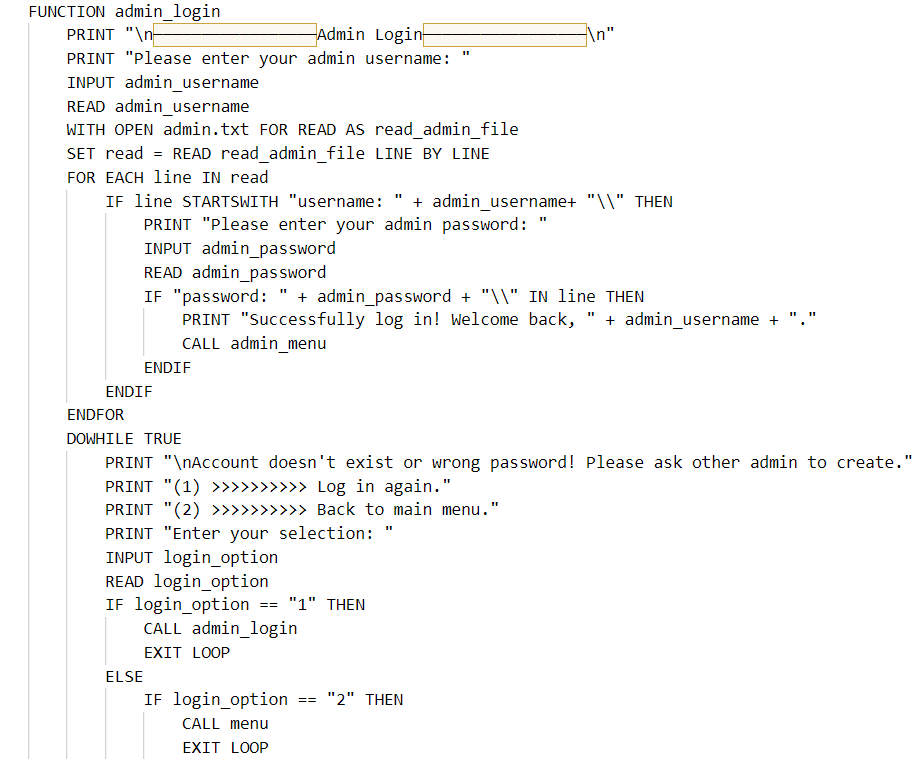 FUNCTION admin_login
PRINT "\n─────────────────Admin Login─────────────────\n"
PRINT "Please enter your admin username: "
INPUT admin_username
READ admin_username
WITH OPEN admin.txt FOR READ AS read_admin_file
SET read = READ read_admin_file LINE BY LINE
FOR EACH line IN read
IF line STARTSWITH "username: " + admin_username+ "\\" THEN
PRINT "Please enter your admin password: "
INPUT admin_password
READ admin_password
IF "password: " + admin_password + "\\" IN line THEN
PRINT "Successfully log in! Welcome back, " + admin_username + "."
CALL admin_menu
ENDIF
ENDIF
ENDFOR
DOWHILE TRUE
PRINT "\nAccount doesn't exist or wrong password! Please ask other admin to create."
PRINT "(1) >>>>>>>>>> Log in again."
PRINT "(2) >>>>>>>>>> Back to main menu."
PRINT "Enter your selection: "
INPUT login_option
READ login_option
IF login_option == "1" THEN
CALL admin_login
EXIT LOOP
ELSE
IF login_option == "2" THEN
CALL menu
EXIT LOOP